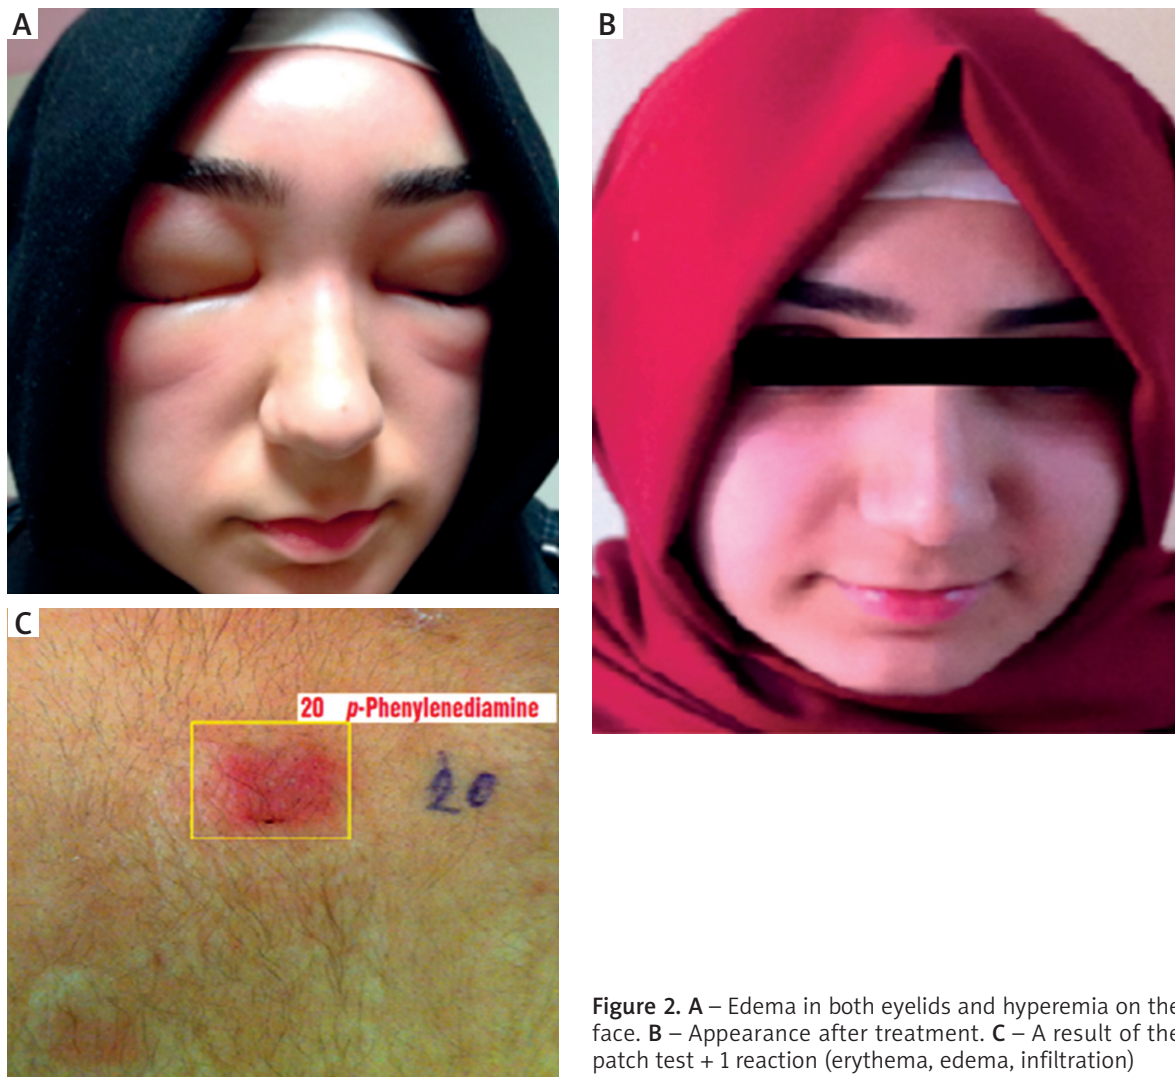 A
B
C
20 p-Phenylenediamine
20
Figure 2. A – Edema in both eyelids and hyperemia on the
face. B – Appearance after treatment. C – A result of the
patch test + 1 reaction (erythema, edema, infiltration)